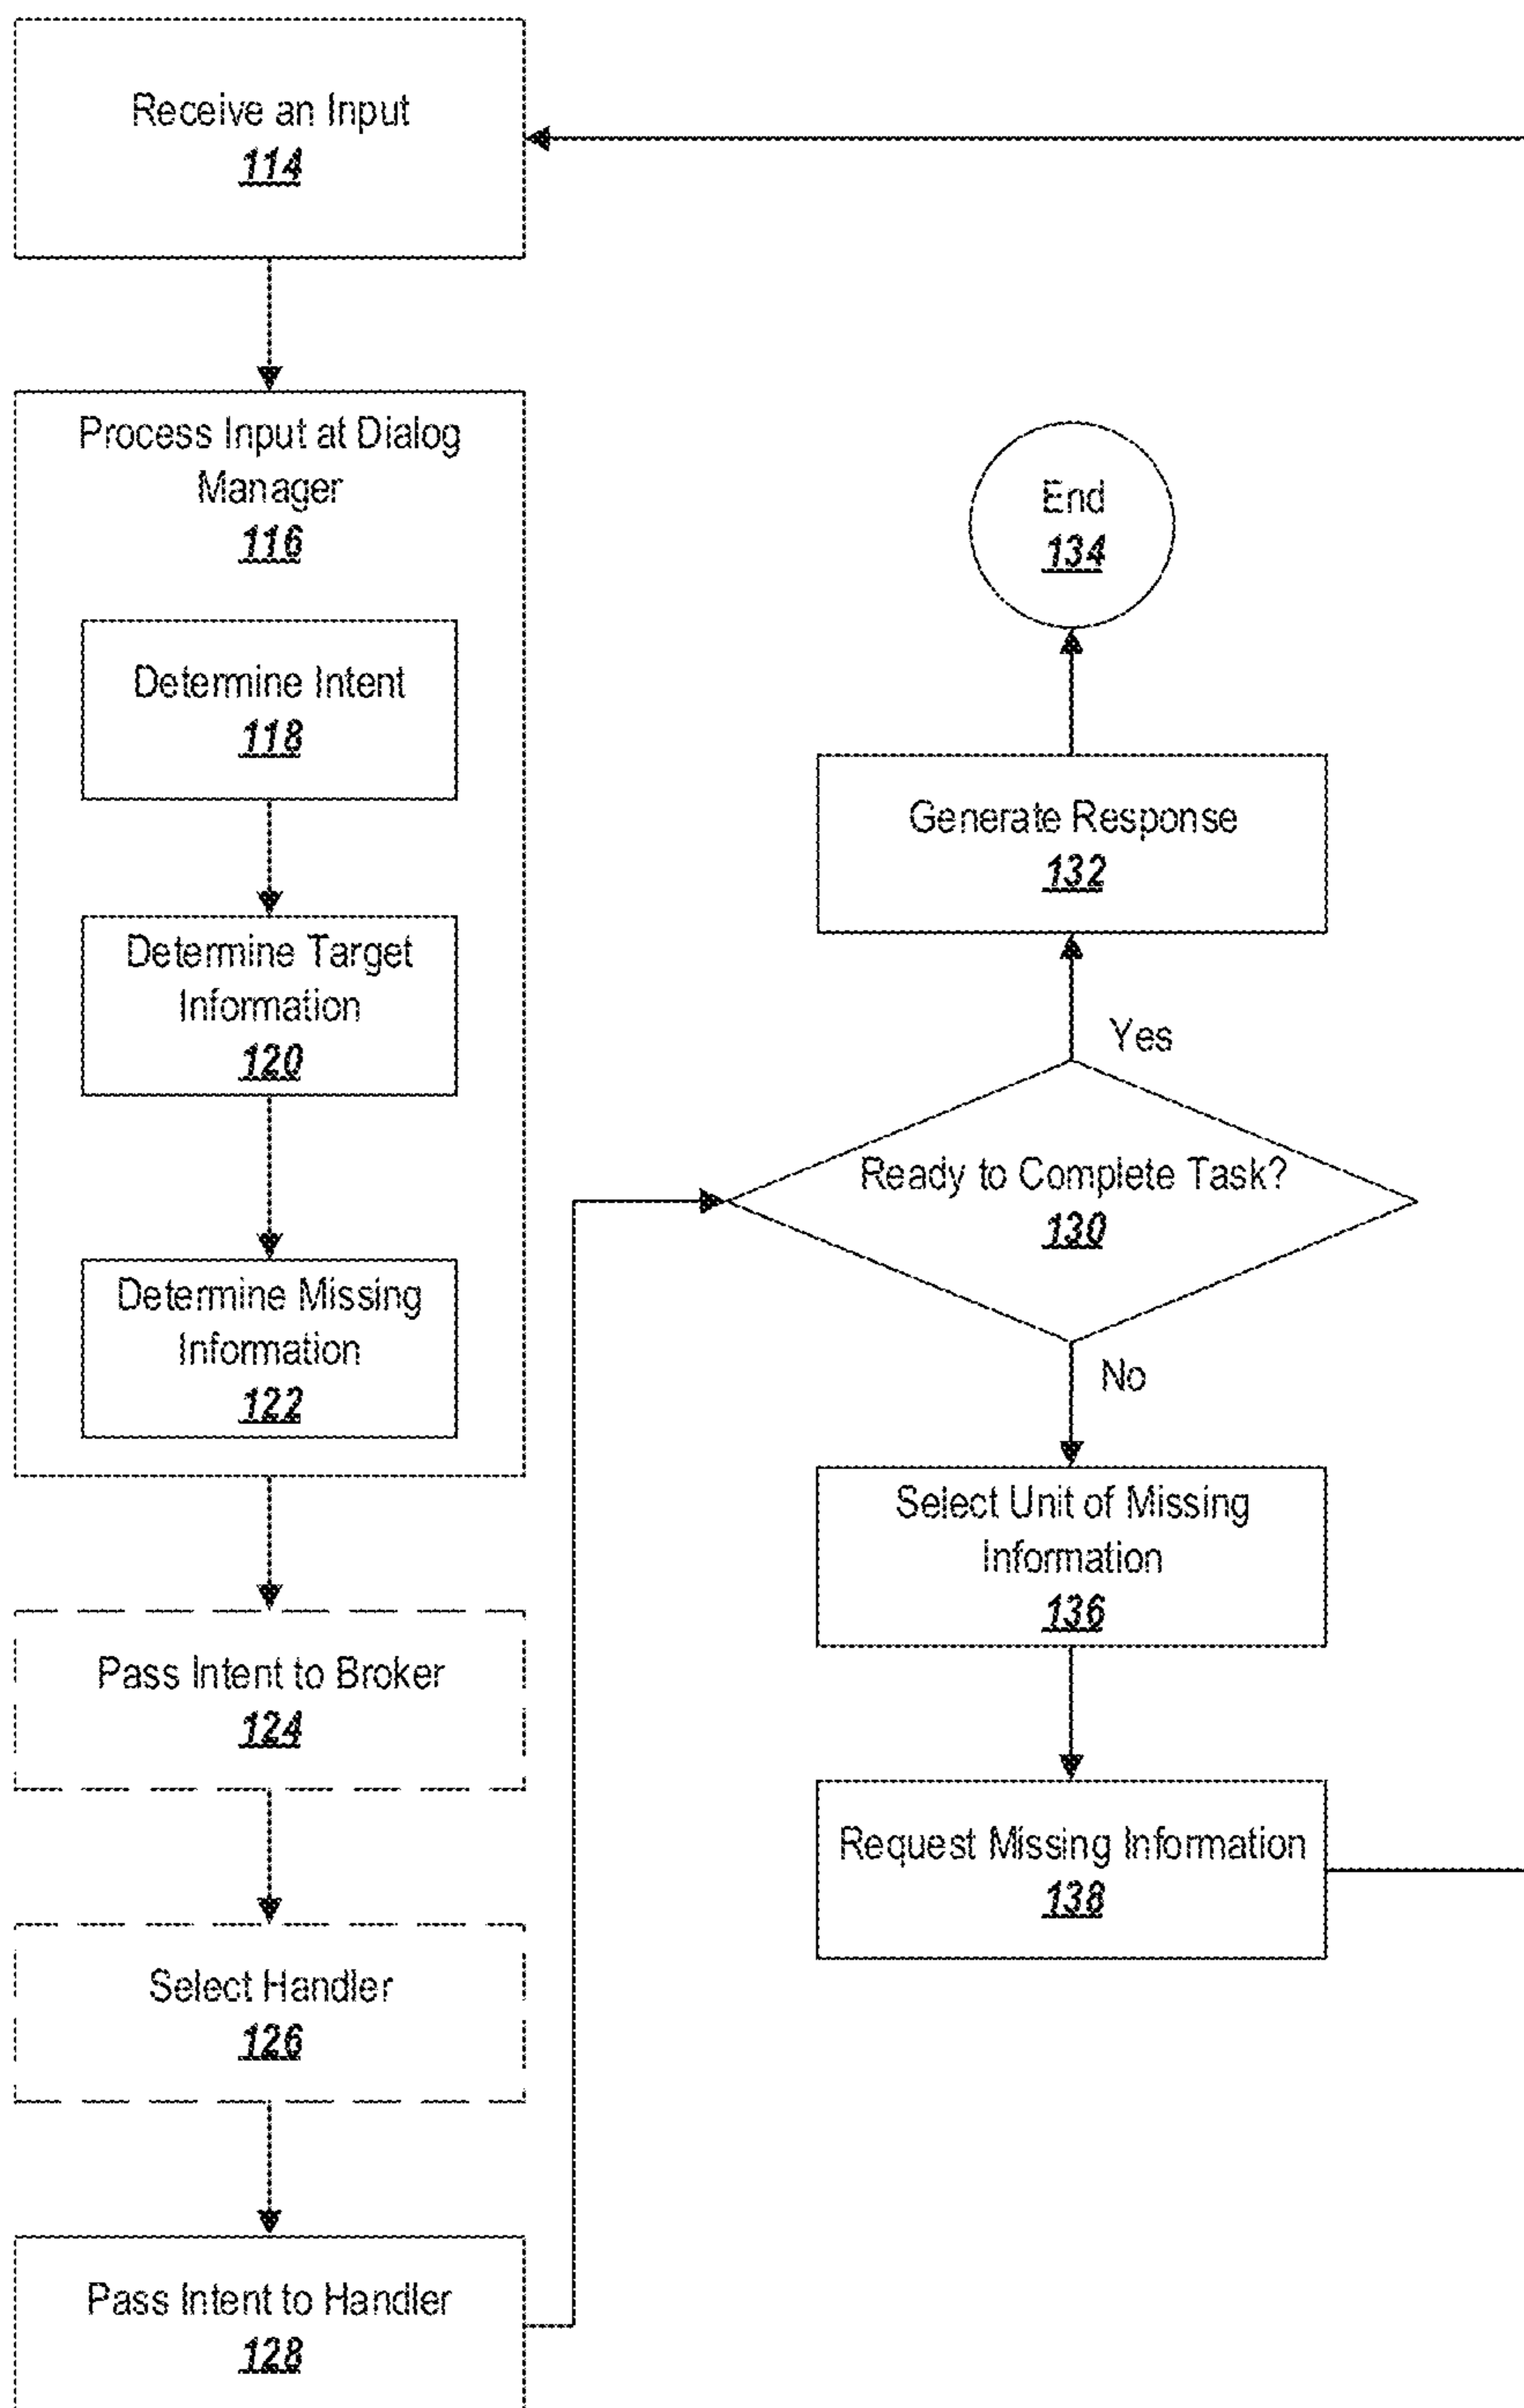 Receive an Input
114
Process Input at Dialog
Manager
116
Determine Intent
118
Determine Target
Information
120
Determine Missing
Information
122
Pass Intent to Broker
124
Select Handler
126
Pass Intent to Handler
128
End
134
Generate Response
132
Yes
Ready to Complete Task?
130
No
Select Unit of Missing
Information
136
Request Missing Information
138